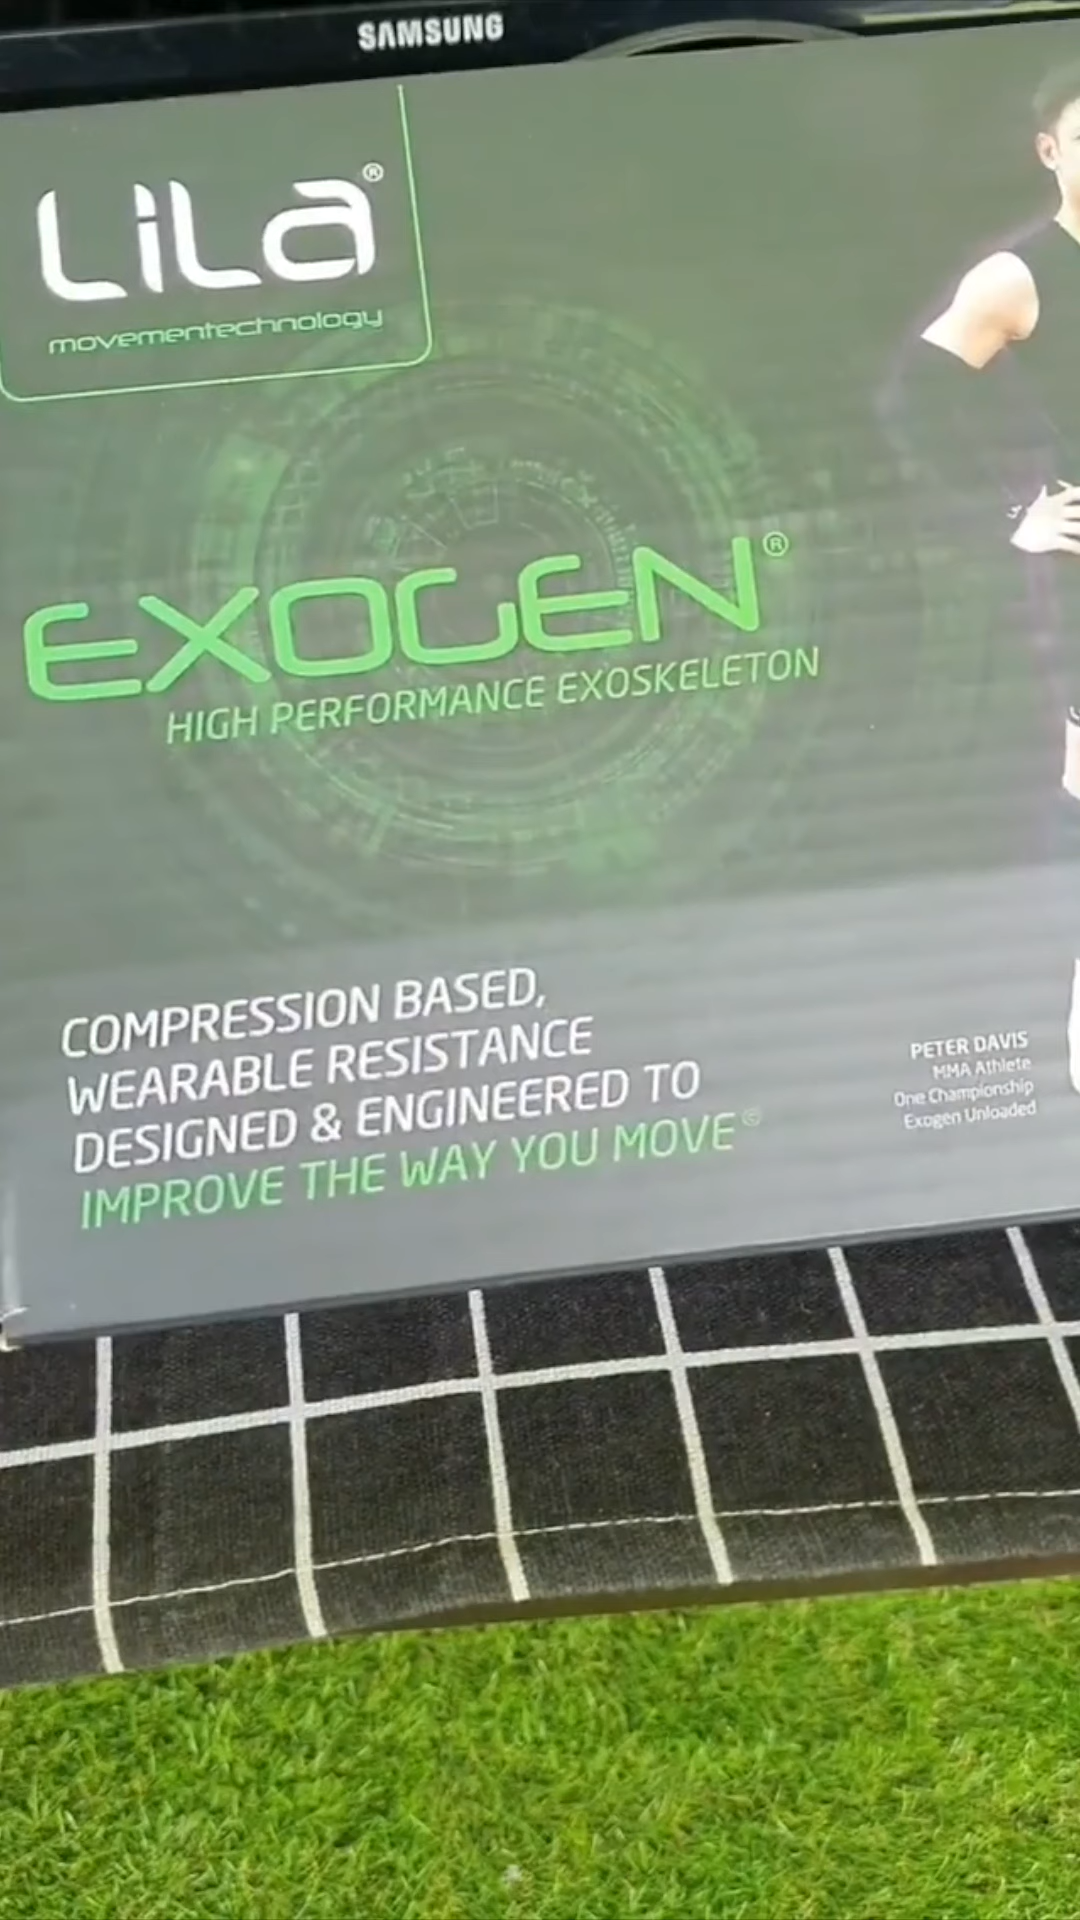 SAMSUNG
LiLa®
movementechnology
EXOGEN®
HIGH PERFORMANCE EXOSKELETON
COMPRESSION BASED,
WEARABLE RESISTANCE
DESIGNED & ENGINEERED TO
IMPROVE THE WAY YOU MOVE©
PETER DAVIS
MMA Athlete
One Championship
Exogen Unloaded